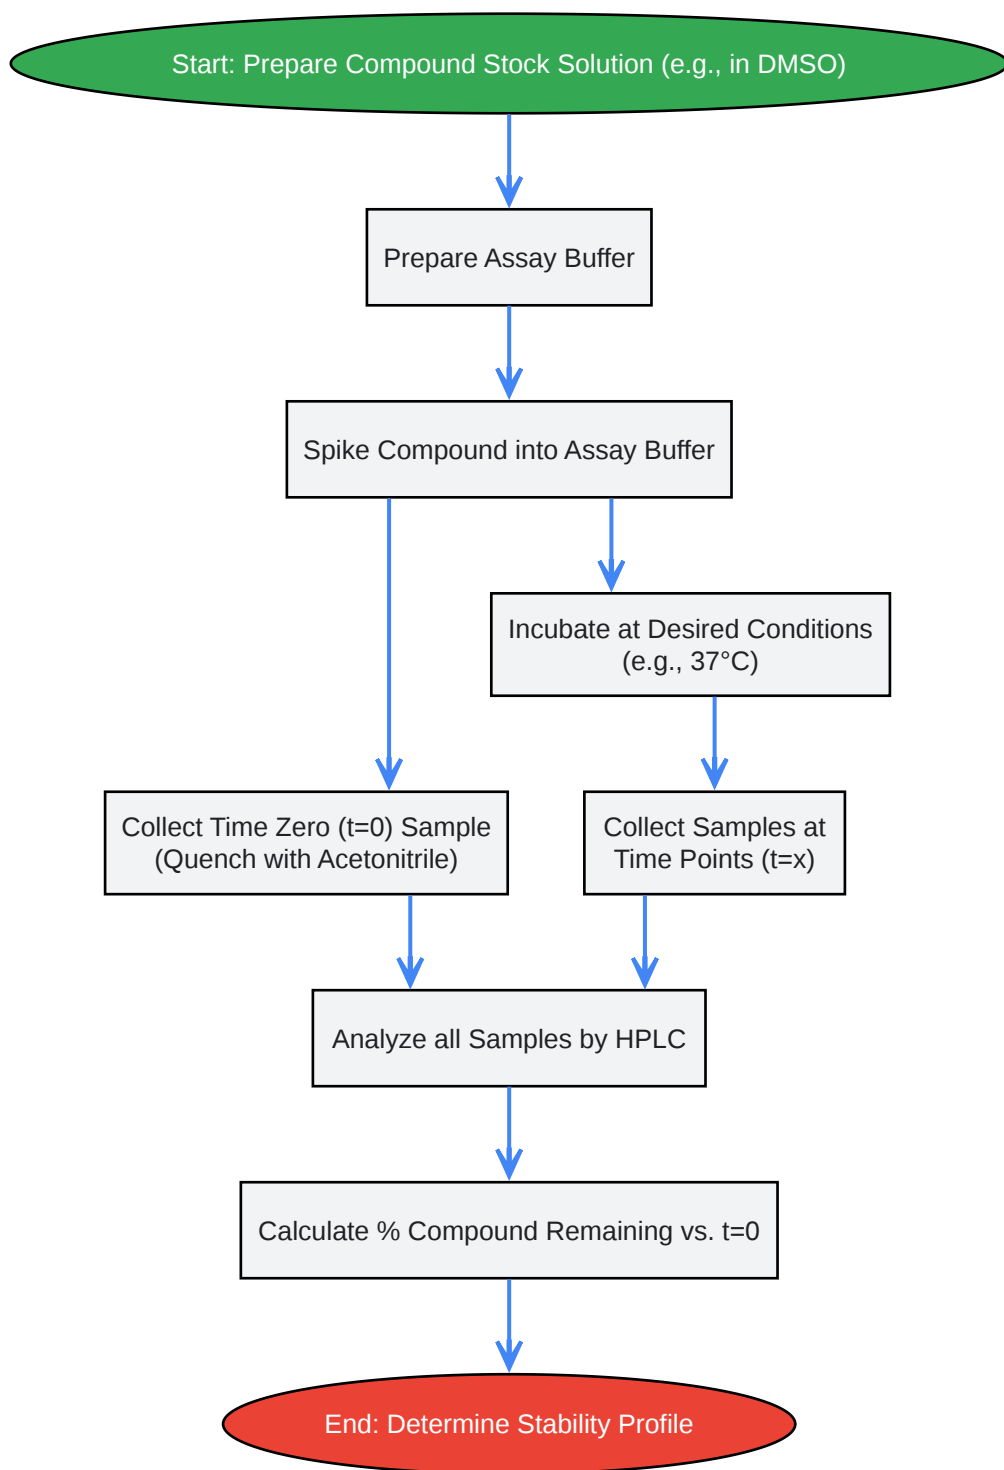 Start: Prepare Compound Stock Solution (e.g., in DMSO)
Prepare Assay Buffer
Spike Compound into Assay Buffer
Incubate at Desired Conditions
(e.g., 37°C)
Collect Time Zero (t=0) Sample
(Quench with Acetonitrile)
Collect Samples at
Time Points (t=x)
Analyze all Samples by HPLC
Calculate % Compound Remaining vs. t=0
End: Determine Stability Profile